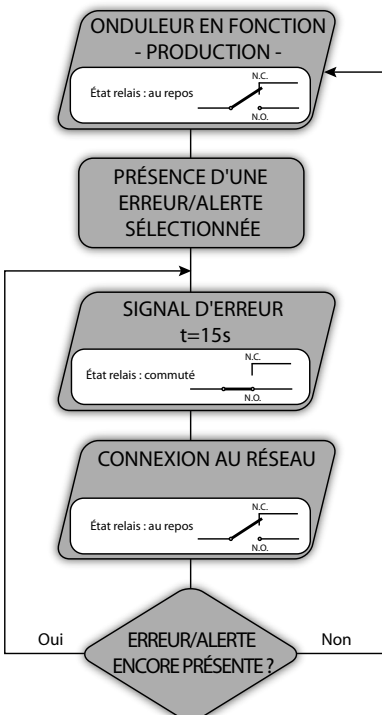 ONDULEUR EN FONCTION
- PRODUCTION -
N.C.
État relais : au repos
N.O.
PRÉSENCE D'UNE
ERREUR/ALERTE
SÉLECTIONNÉE
SIGNAL D'ERREUR
t=15s
N.C.
État relais : commuté
N.O.
CONNEXION AU RÉSEAU
N.C.
État relais : au repos
N.O.
Oui
ERREUR/ALERTE
ENCORE PRÉSENTE ?
Non